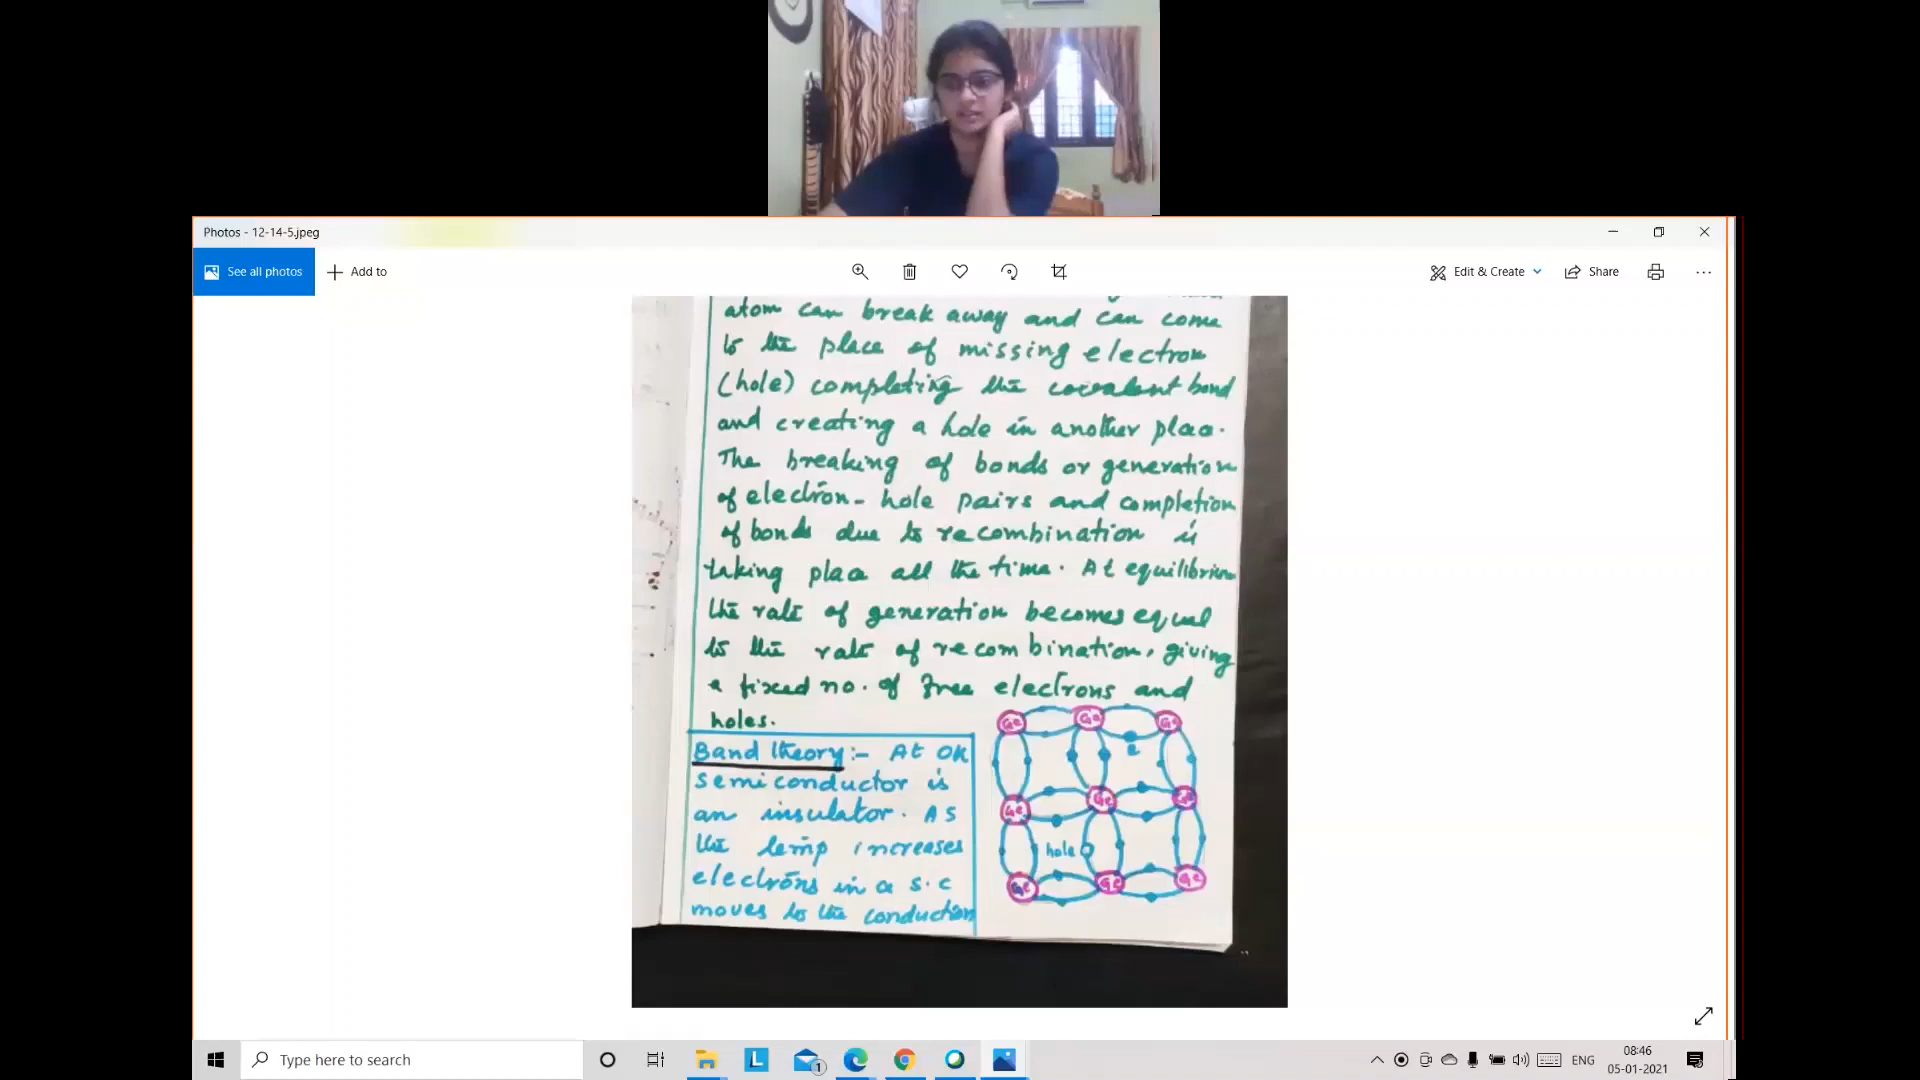 Photos - 12-14-5.jpeg
See all photos
Add to
Edit & Create
Share
atom can break away and can come
to the place of missing electron
(hole) completing the covalent bond
and creating a hole in another place.
The breaking of bonds or generation
of electron-hole pairs and completion
of bonds due to recombination is
taking place all the time. At equilibrium
the rate of generation becomes equal
to the rate of recombination, giving
a fixed no. of free electrons and
holes.
Ge Ge Ge
e
Ge Ge Ge
hole
Ge Ge Ge
Band theory:- At OK
semiconductor is
an insulator. As
the temp increases
electrons in a s.c
moves to the conduction
Type here to search
L
1
ENG
08:46
05-01-2021